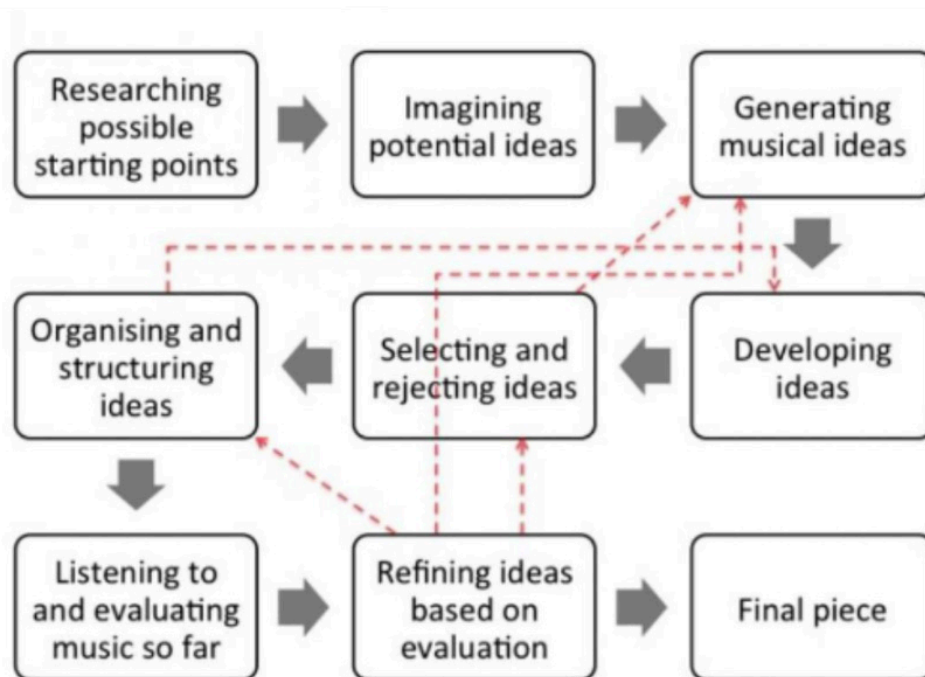 Researching
possible
starting points
Imagining
potential ideas
Generating
musical ideas
Organising and
structuring
ideas
Selecting and
rejecting ideas
Developing
ideas
Listening to
and evaluating
music so far
Refining ideas
based on
evaluation
Final piece